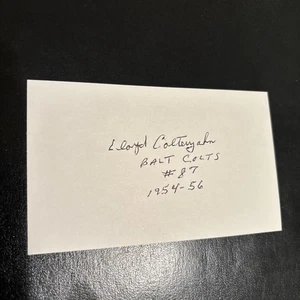 Lloyd Colteryahn
BALT COLTS
#87
1954-56